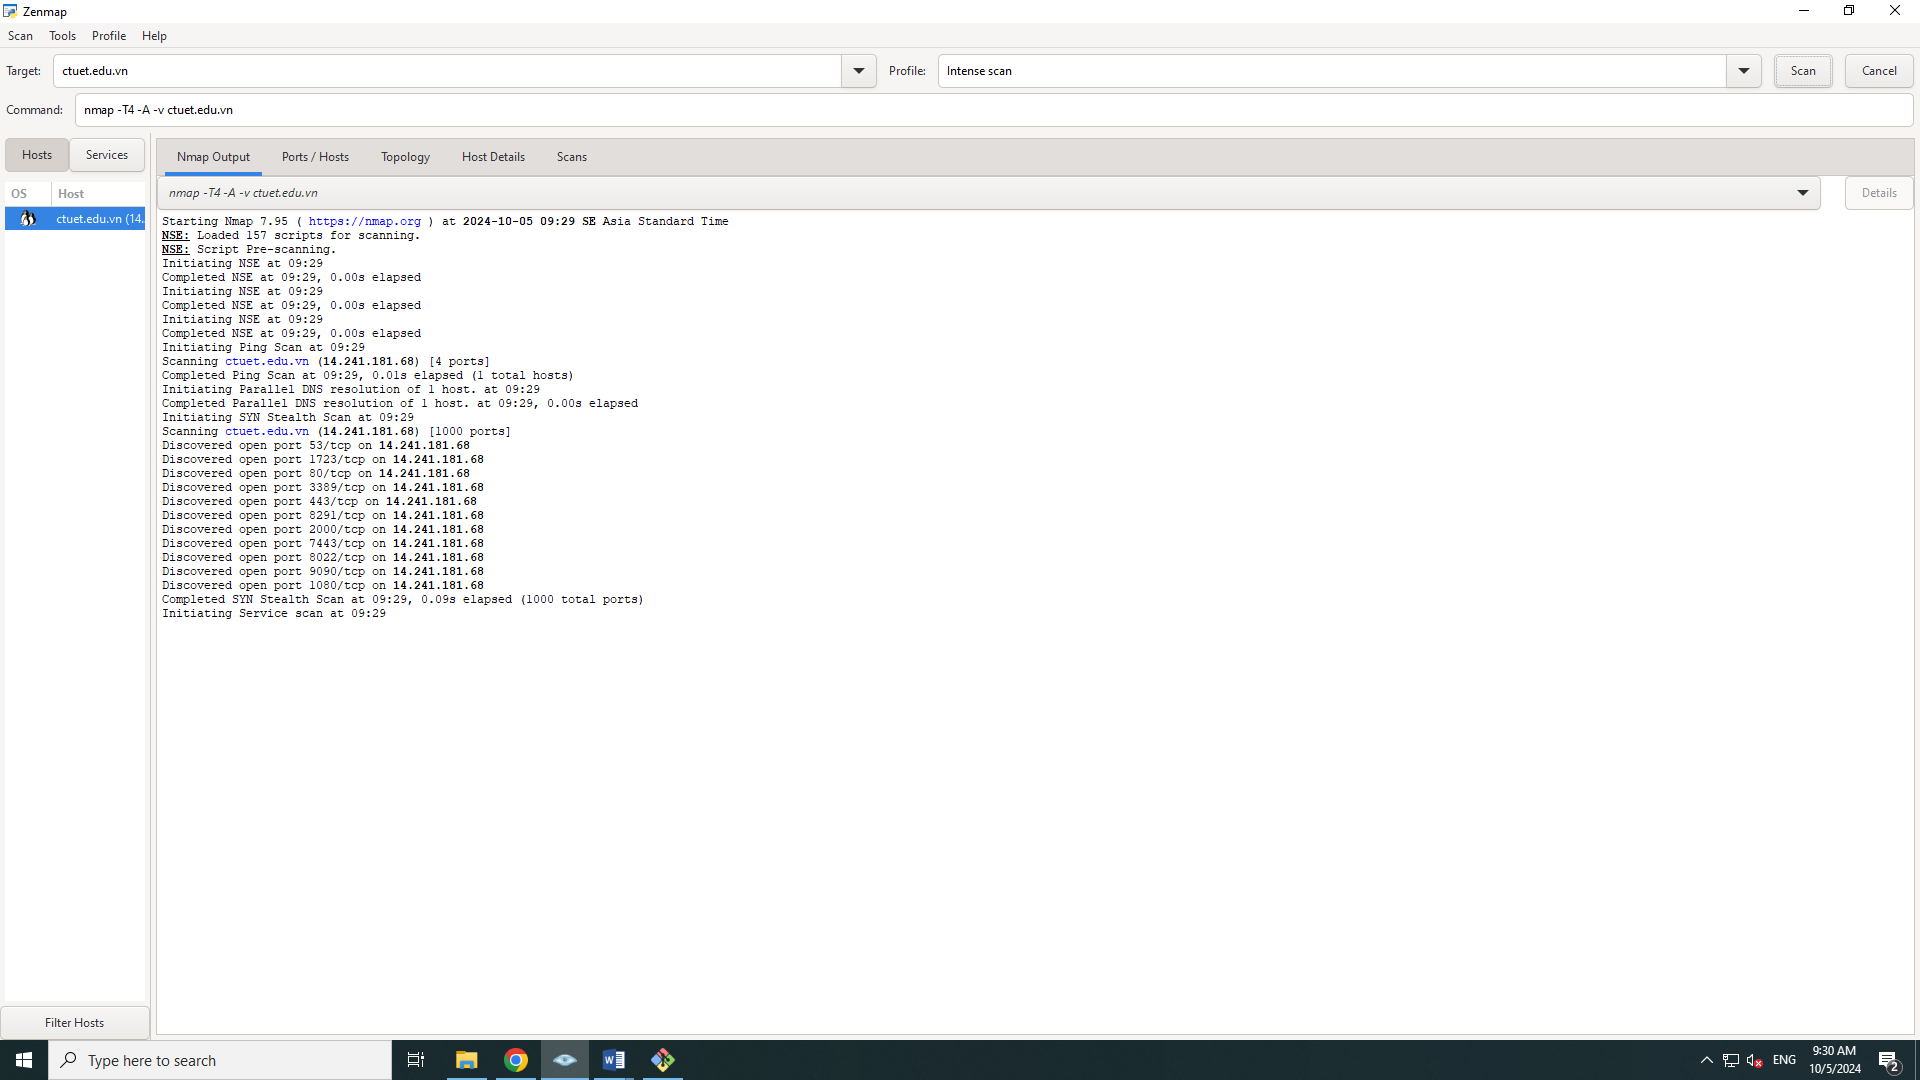 Zenmap
Scan Tools Profile Help
Target: ctuet.edu.vn Profile: Intense scan Scan Cancel
Command: nmap -T4 -A -v ctuet.edu.vn
Hosts Services
OS Host
ctuet.edu.vn (14.
Filter Hosts
Nmap Output Ports / Hosts Topology Host Details Scans
nmap -T4 -A -v ctuet.edu.vn Details
Starting Nmap 7.95 ( https://nmap.org ) at 2024-10-05 09:29 SE Asia Standard Time
NSE: Loaded 157 scripts for scanning.
NSE: Script Pre-scanning.
Initiating NSE at 09:29
Completed NSE at 09:29, 0.00s elapsed
Initiating NSE at 09:29
Completed NSE at 09:29, 0.00s elapsed
Initiating NSE at 09:29
Completed NSE at 09:29, 0.00s elapsed
Initiating Ping Scan at 09:29
Scanning ctuet.edu.vn (14.241.181.68) [4 ports]
Completed Ping Scan at 09:29, 0.01s elapsed (1 total hosts)
Initiating Parallel DNS resolution of 1 host. at 09:29
Completed Parallel DNS resolution of 1 host. at 09:29, 0.00s elapsed
Initiating SYN Stealth Scan at 09:29
Scanning ctuet.edu.vn (14.241.181.68) [1000 ports]
Discovered open port 53/tcp on 14.241.181.68
Discovered open port 1723/tcp on 14.241.181.68
Discovered open port 80/tcp on 14.241.181.68
Discovered open port 3389/tcp on 14.241.181.68
Discovered open port 443/tcp on 14.241.181.68
Discovered open port 8291/tcp on 14.241.181.68
Discovered open port 2000/tcp on 14.241.181.68
Discovered open port 7443/tcp on 14.241.181.68
Discovered open port 8022/tcp on 14.241.181.68
Discovered open port 9090/tcp on 14.241.181.68
Discovered open port 1080/tcp on 14.241.181.68
Completed SYN Stealth Scan at 09:29, 0.09s elapsed (1000 total ports)
Initiating Service scan at 09:29
Type here to search
ENG
9:30 AM
10/5/2024
2